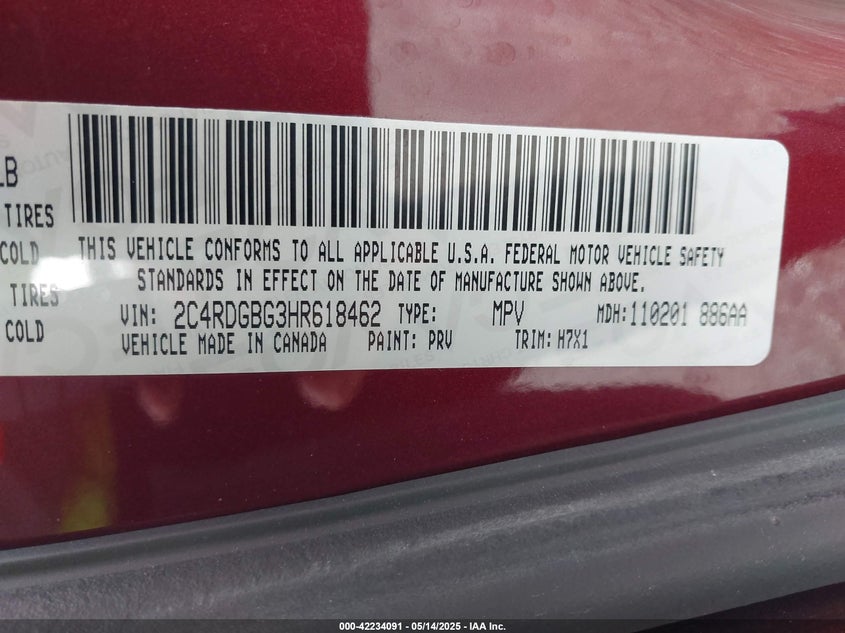 LB
TIRES
COLD
TIRES
COLD
THIS VEHICLE CONFORMS TO ALL APPLICABLE U.S.A. FEDERAL MOTOR VEHICLE SAFETY
STANDARDS IN EFFECT ON THE DATE OF MANUFACTURE SHOWN ABOVE.
VIN: 2C4RDGBG3HR618462 TYPE: MPV MDH:110201 886AA
VEHICLE MADE IN CANADA PAINT: PRV TRIM: H7X1
000-42234091 - 05/14/2025 - IAA Inc.